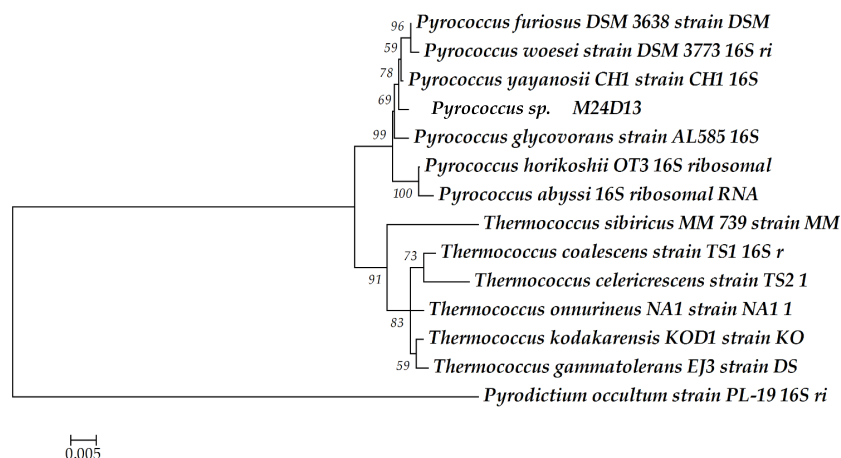 96 Pyrococcus furiosus DSM 3638 strain DSM
59 Pyrococcus woesei strain DSM 3773 16S ri
78 Pyrococcus yayanosii CH1 strain CH1 16S
69 Pyrococcus sp. M24D13
99 Pyrococcus glycovorans strain AL585 16S
Pyrococcus horikoshii OT3 16S ribosomal
100 Pyrococcus abyssi 16S ribosomal RNA
Thermococcus sibiricus MM 739 strain MM
73 Thermococcus coalescens strain TS1 16S r
91 Thermococcus celericrescens strain TS2 1
83 Thermococcus onnurineus NA1 strain NA1 1
Thermococcus kodakarensis KOD1 strain KO
59 Thermococcus gammatolerans EJ3 strain DS
Pyrodictium occultum strain PL-19 16S ri
0.005